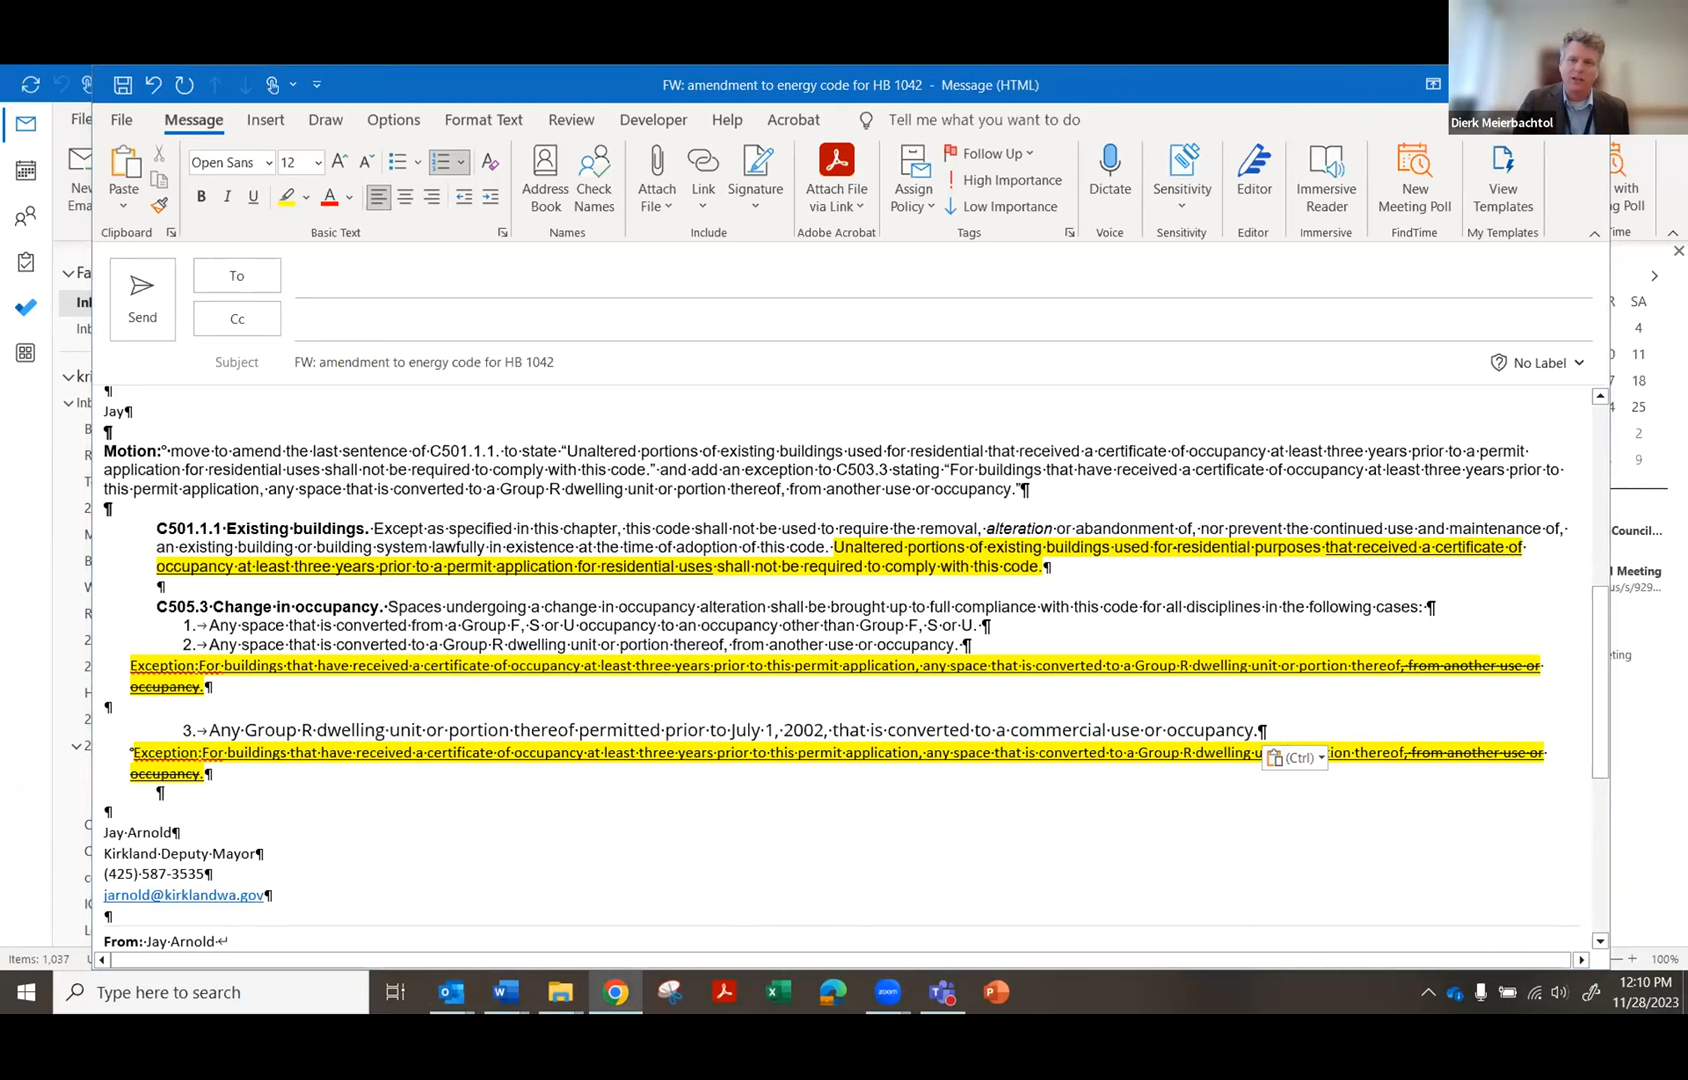 FW: amendment to energy code for HB 1042 - Message (HTML)
Dierk Meierbachtol
File
File Message Insert Draw Options Format Text Review Developer Help Acrobat Tell me what you want to do
New
Paste
Clipboard
Open Sans 12
B I U
Basic Text
Address Book
Check Names
Names
Attach File
Link
Signature
Include
Attach File via Link
Adobe Acrobat
Assign Policy
Follow Up
High Importance
Low Importance
Tags
Dictate
Voice
Sensitivity
Sensitivity
Editor
Editor
Immersive Reader
Immersive
New Meeting Poll
FindTime
View Templates
My Templates
with
Send
To
Cc
Subject FW: amendment to energy code for HB 1042
No Label
Jay¶
Motion: move to amend the last sentence of C501.1.1. to state “Unaltered portions of existing buildings used for residential that received a certificate of occupancy at least three years prior to a permit
application for residential uses shall not be required to comply with this code.” and add an exception to C503.3 stating “For buildings that have received a certificate of occupancy at least three years prior to
this permit application, any space that is converted to a Group R dwelling unit or portion thereof, from another use or occupancy.”¶
C501.1.1 Existing buildings. Except as specified in this chapter, this code shall not be used to require the removal, alteration or abandonment of, nor prevent the continued use and maintenance of,
an existing building or building system lawfully in existence at the time of adoption of this code. Unaltered portions of existing buildings used for residential purposes that received a certificate of
occupancy at least three years prior to a permit application for residential uses shall not be required to comply with this code.¶
C505.3 Change in occupancy. Spaces undergoing a change in occupancy alteration shall be brought up to full compliance with this code for all disciplines in the following cases: ¶
1.→Any space that is converted from a Group F, S or U occupancy to an occupancy other than Group F, S or U. ¶
2.→Any space that is converted to a Group R dwelling unit or portion thereof, from another use or occupancy. ¶
Exception:For buildings that have received a certificate of occupancy at least three years prior to this permit application, any space that is converted to a Group R dwelling unit or portion thereof, from another use or
occupancy.¶
3.→Any Group R dwelling unit or portion thereof permitted prior to July 1, 2002, that is converted to a commercial use or occupancy.¶
Exception:For buildings that have received a certificate of occupancy at least three years prior to this permit application, any space that is converted to a Group R dwelling u
(Ctrl)
ion thereof, from another use or
occupancy.¶
Jay Arnold¶
Kirkland Deputy Mayor¶
(425) 587-3535¶
jarnold@kirklandwa.gov¶
From: Jay Arnold
R SA
4
0 11
7 18
4 25
2
9
Council...
l Meeting
us/s/929...
eting
Items: 1,037
100%
Type here to search
zoom
12:10 PM
11/28/2023